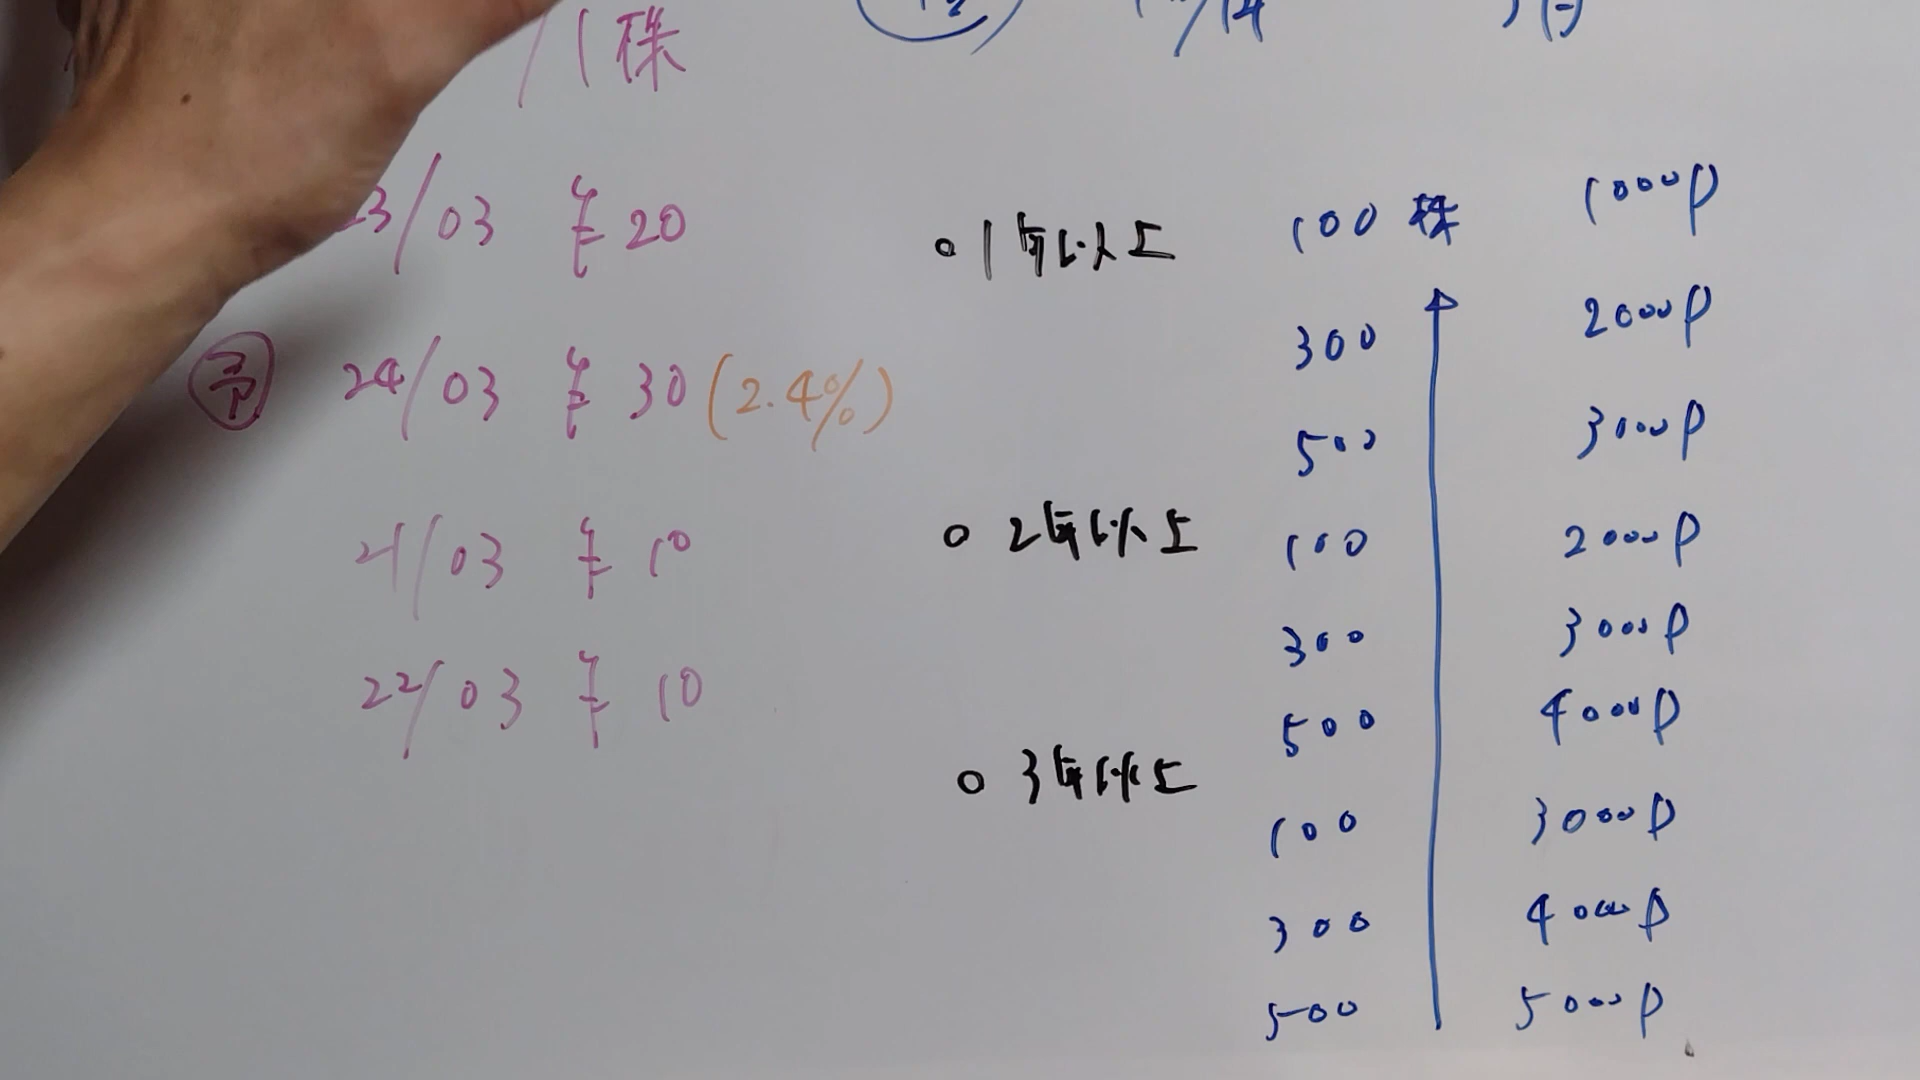 /1株
23/03 ¥20
予 24/03 ¥30 (2.4%)
21/03 ¥10
22/03 ¥10
○1年以上
100株 1000P
300 2000P
500 3000P
○2年以上
100 2000P
300 3000P
500 4000P
○3年以上
100 3000P
300 4000P
500 5000P